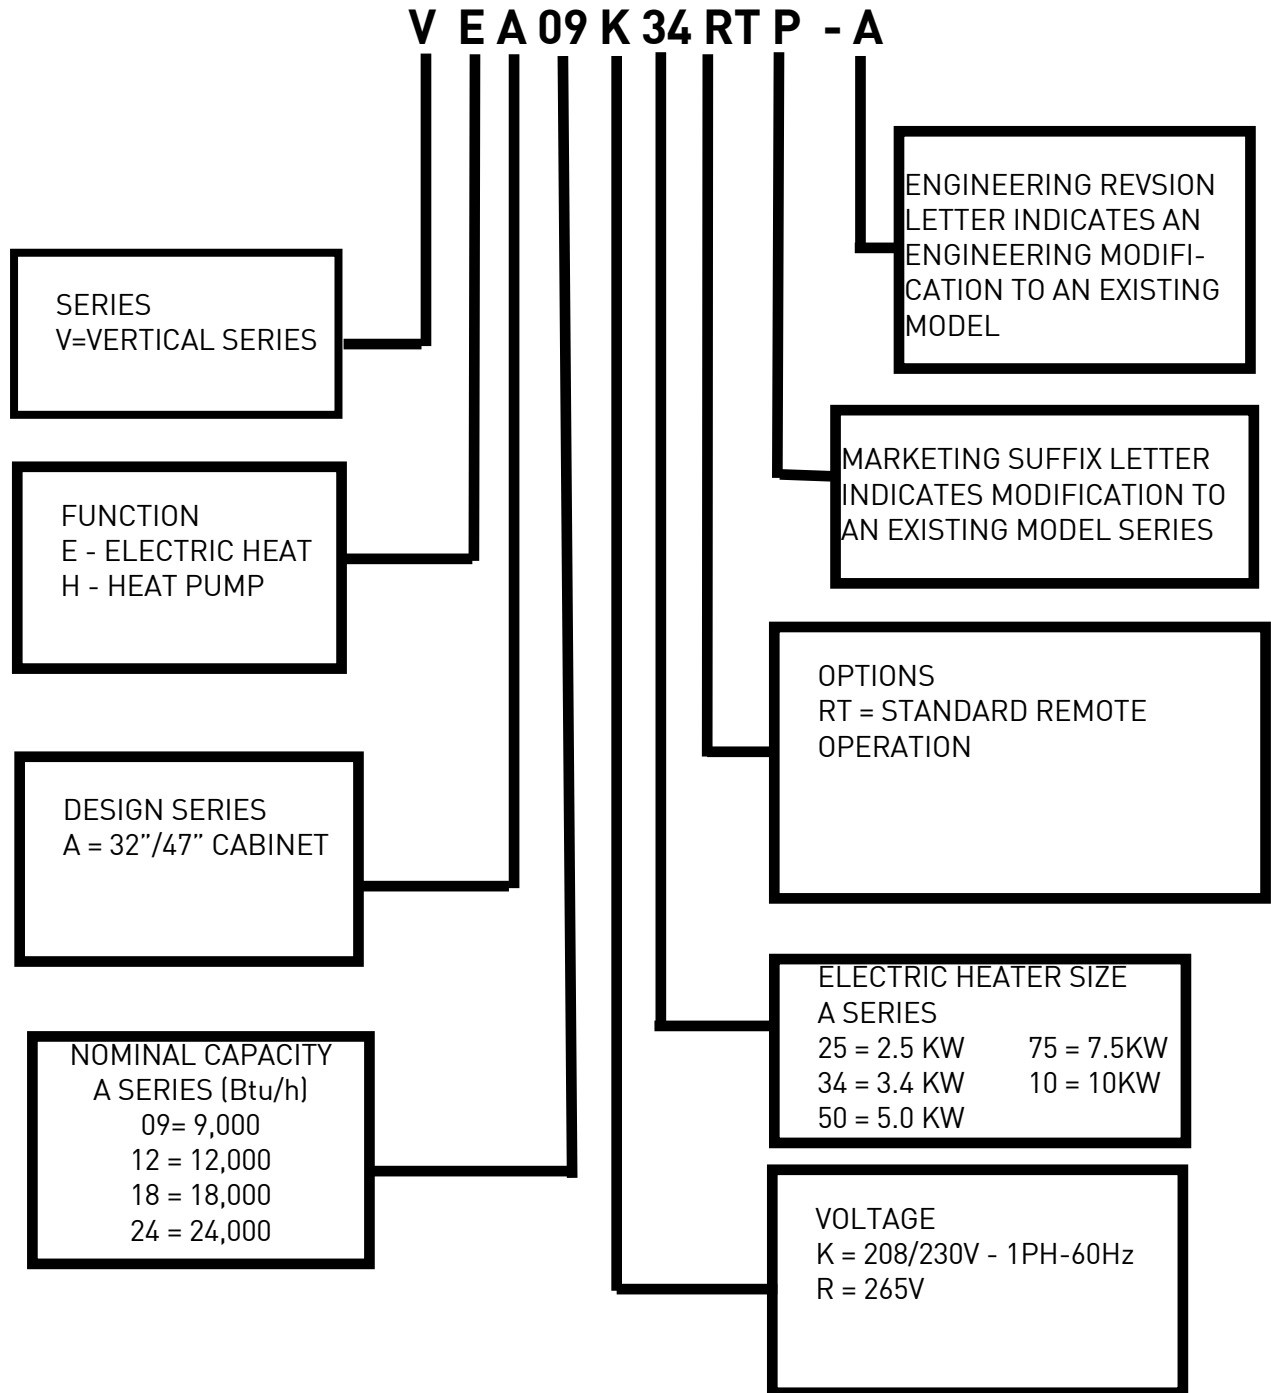 V E A 09 K 34 RT P - A
SERIES
V=VERTICAL SERIES
FUNCTION
E - ELECTRIC HEAT
H - HEAT PUMP
DESIGN SERIES
A = 32”/47” CABINET
NOMINAL CAPACITY
A SERIES (Btu/h)
09= 9,000
12 = 12,000
18 = 18,000
24 = 24,000
ENGINEERING REVSION
LETTER INDICATES AN
ENGINEERING MODIFI-
CATION TO AN EXISTING
MODEL
MARKETING SUFFIX LETTER
INDICATES MODIFICATION TO
AN EXISTING MODEL SERIES
OPTIONS
RT = STANDARD REMOTE
OPERATION
ELECTRIC HEATER SIZE
A SERIES
25 = 2.5 KW 75 = 7.5KW
34 = 3.4 KW 10 = 10KW
50 = 5.0 KW
VOLTAGE
K = 208/230V - 1PH-60Hz
R = 265V